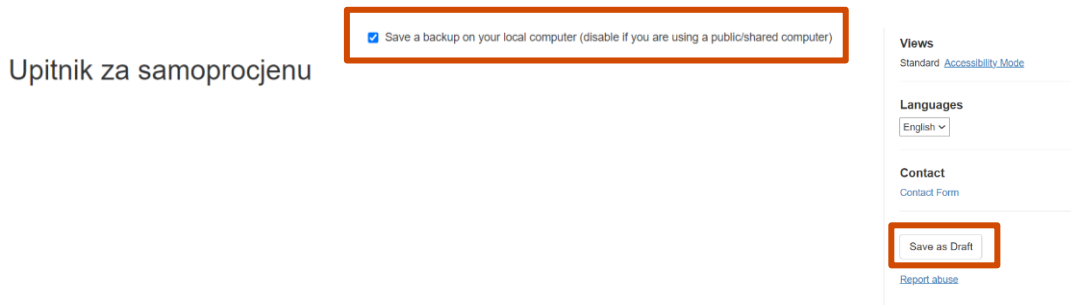 Save a backup on your local computer (disable if you are using a public/shared computer)
Upitnik za samoprocjenu
Views
Standard Accessibility Mode
Languages
English
Contact
Contact Form
Save as Draft
Report abuse